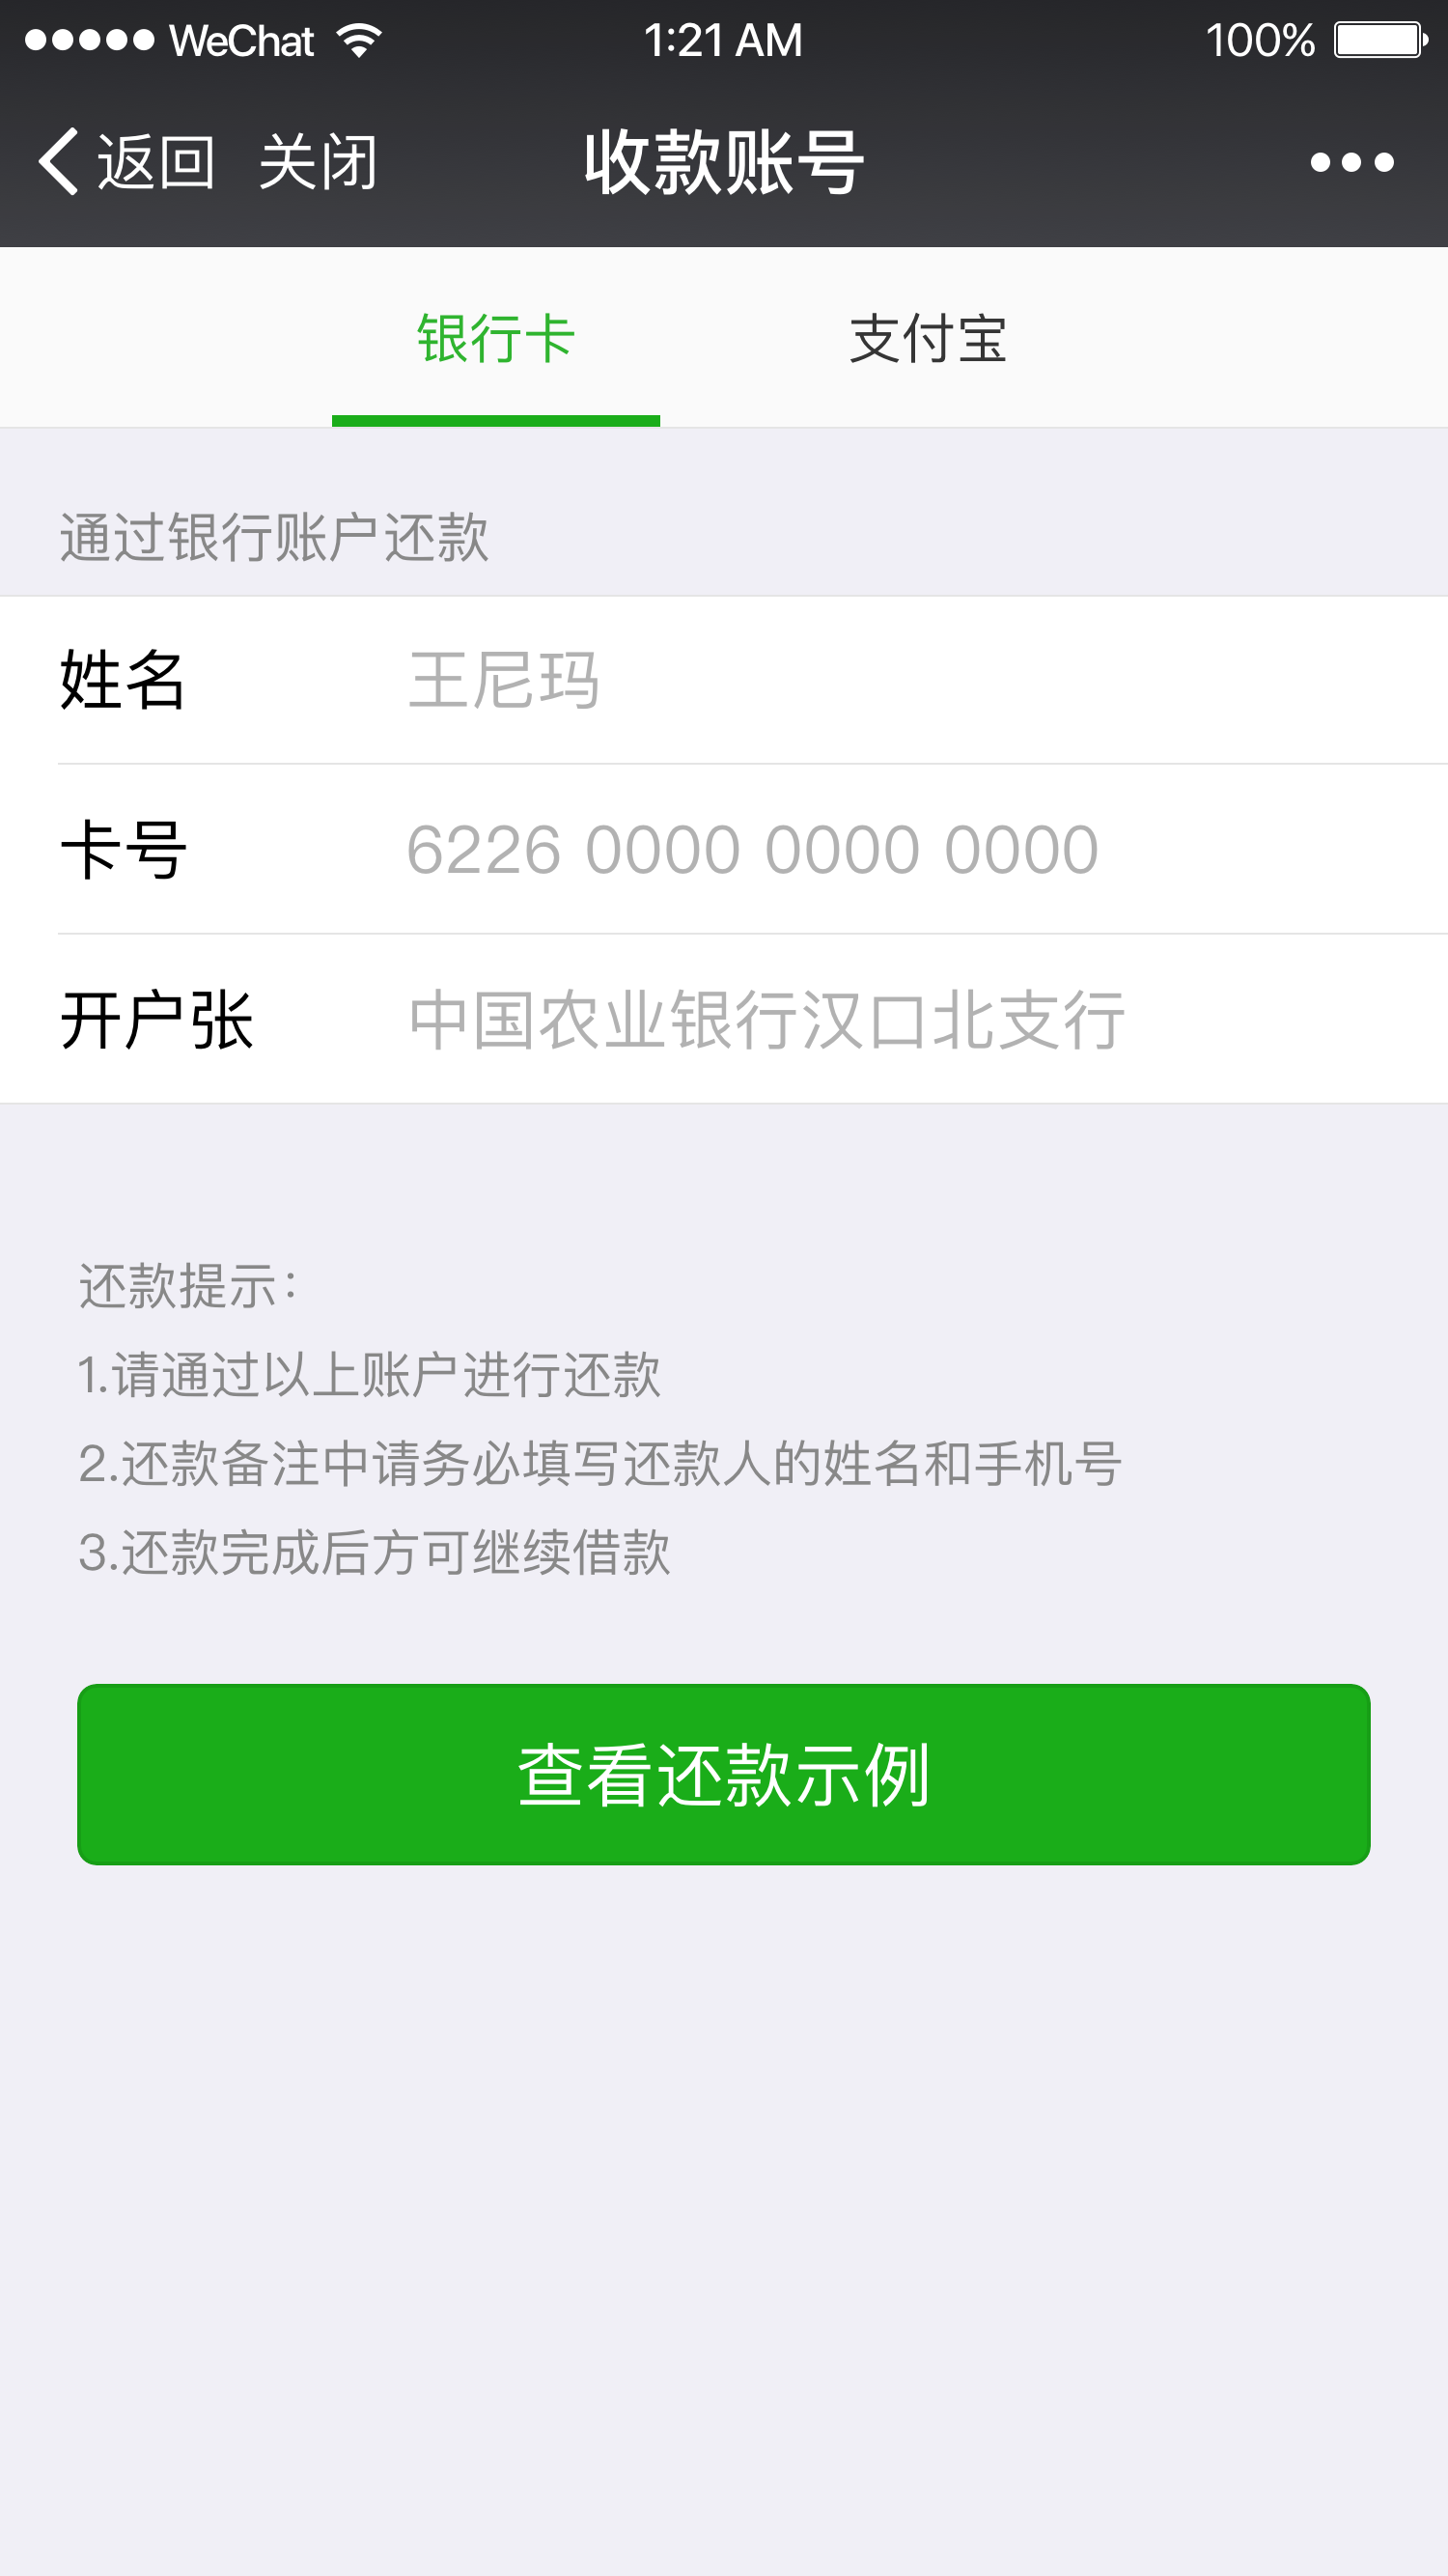 WeChat 1:21 AM 100%
返回 关闭 收款账号
银行卡 支付宝
通过银行账户还款
姓名 王尼玛
卡号 6226 0000 0000 0000
开户张 中国农业银行汉口北支行
还款提示：
1.请通过以上账户进行还款
2.还款备注中请务必填写还款人的姓名和手机号
3.还款完成后方可继续借款
查看还款示例